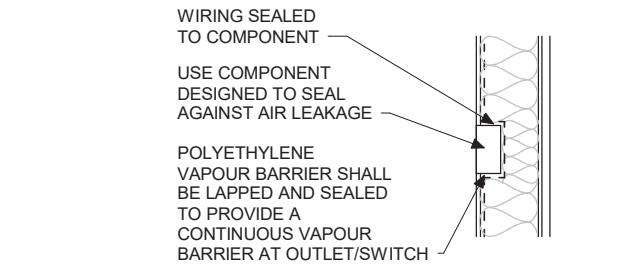 WIRING SEALED
TO COMPONENT
USE COMPONENT
DESIGNED TO SEAL
AGAINST AIR LEAKAGE
POLYETHYLENE
VAPOUR BARRIER SHALL
BE LAPPED AND SEALED
TO PROVIDE A
CONTINUOUS VAPOUR
BARRIER AT OUTLET/SWITCH